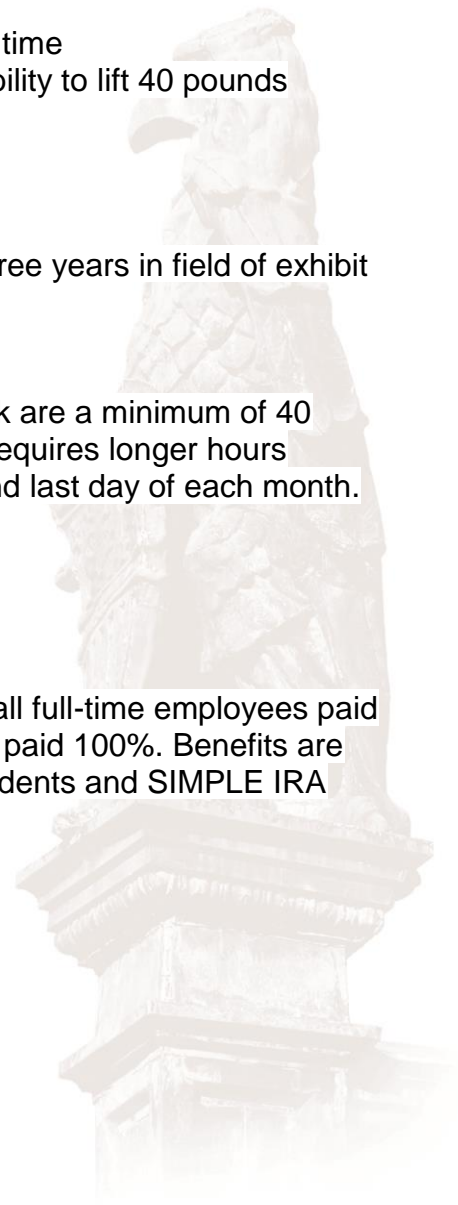 time
bility to lift 40 pounds
ree years in field of exhibit
k are a minimum of 40
equires longer hours
nd last day of each month.
all full-time employees paid
paid 100%. Benefits are
dents and SIMPLE IRA